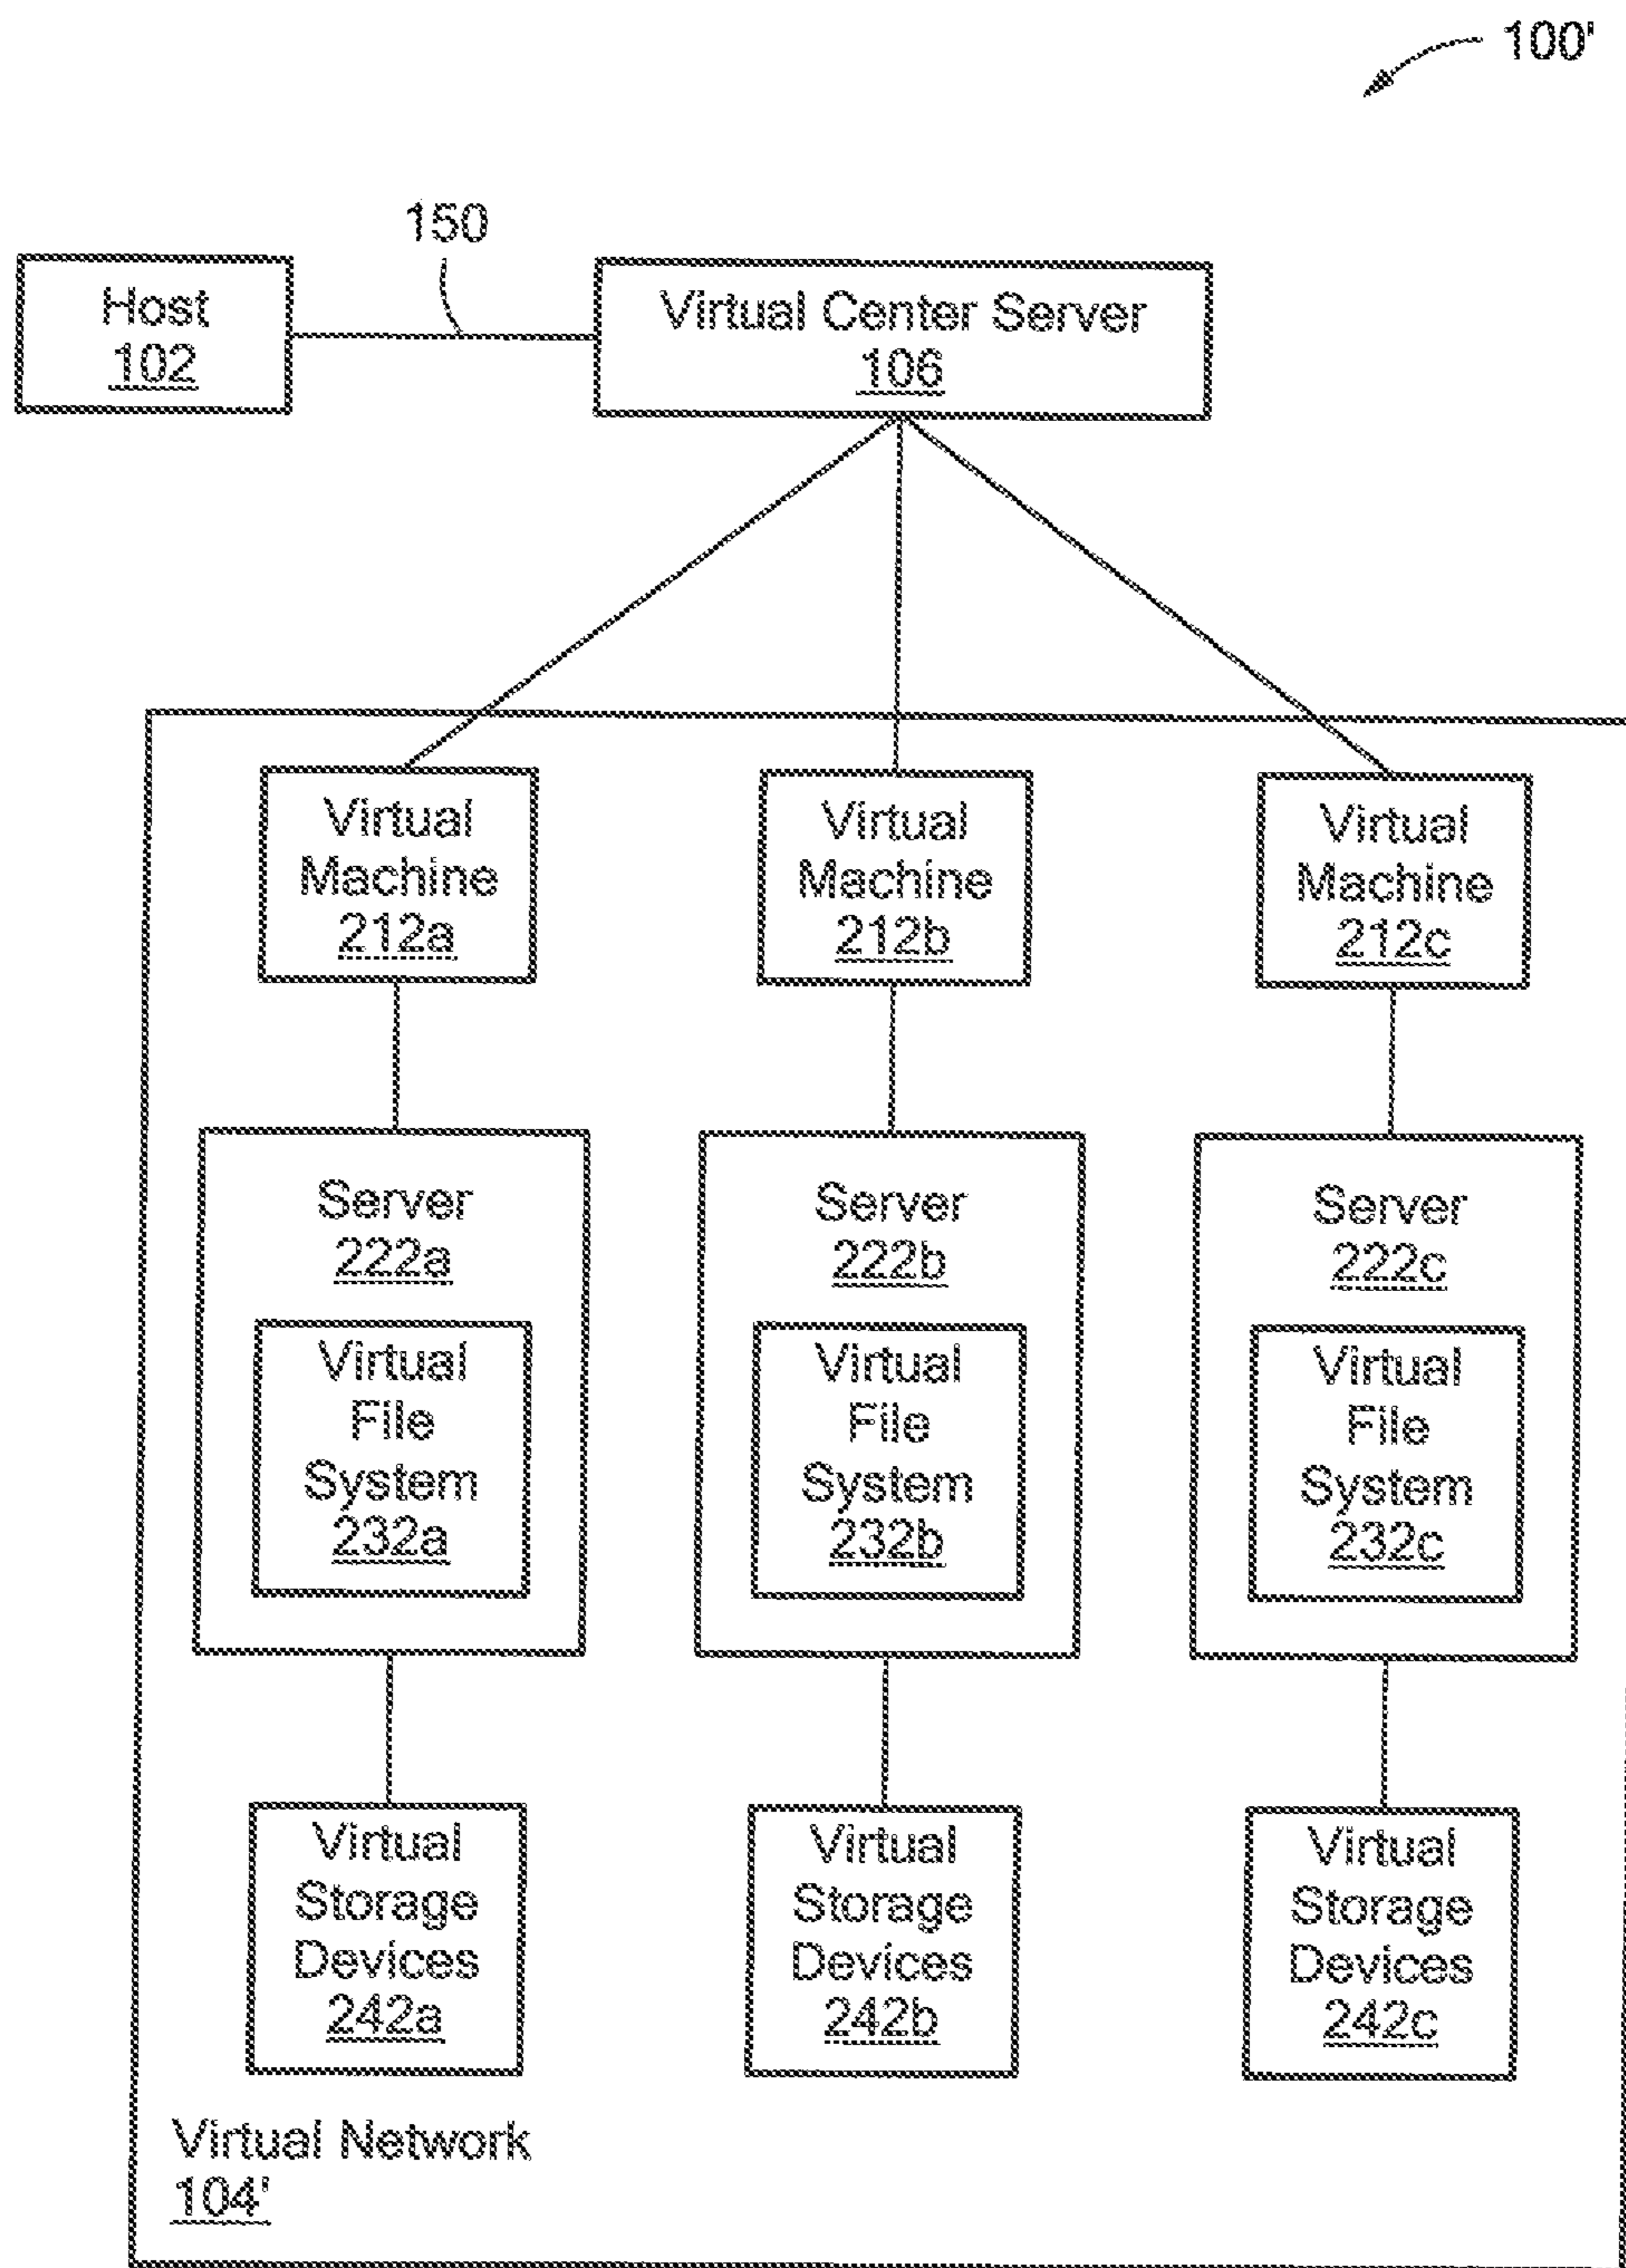 100'
150
Host
102
Virtual Center Server
106
Virtual
Machine
212a
Virtual
Machine
212b
Virtual
Machine
212c
Server
222a
Virtual
File
System
232a
Server
222b
Virtual
File
System
232b
Server
222c
Virtual
File
System
232c
Virtual
Storage
Devices
242a
Virtual
Storage
Devices
242b
Virtual
Storage
Devices
242c
Virtual Network
104'